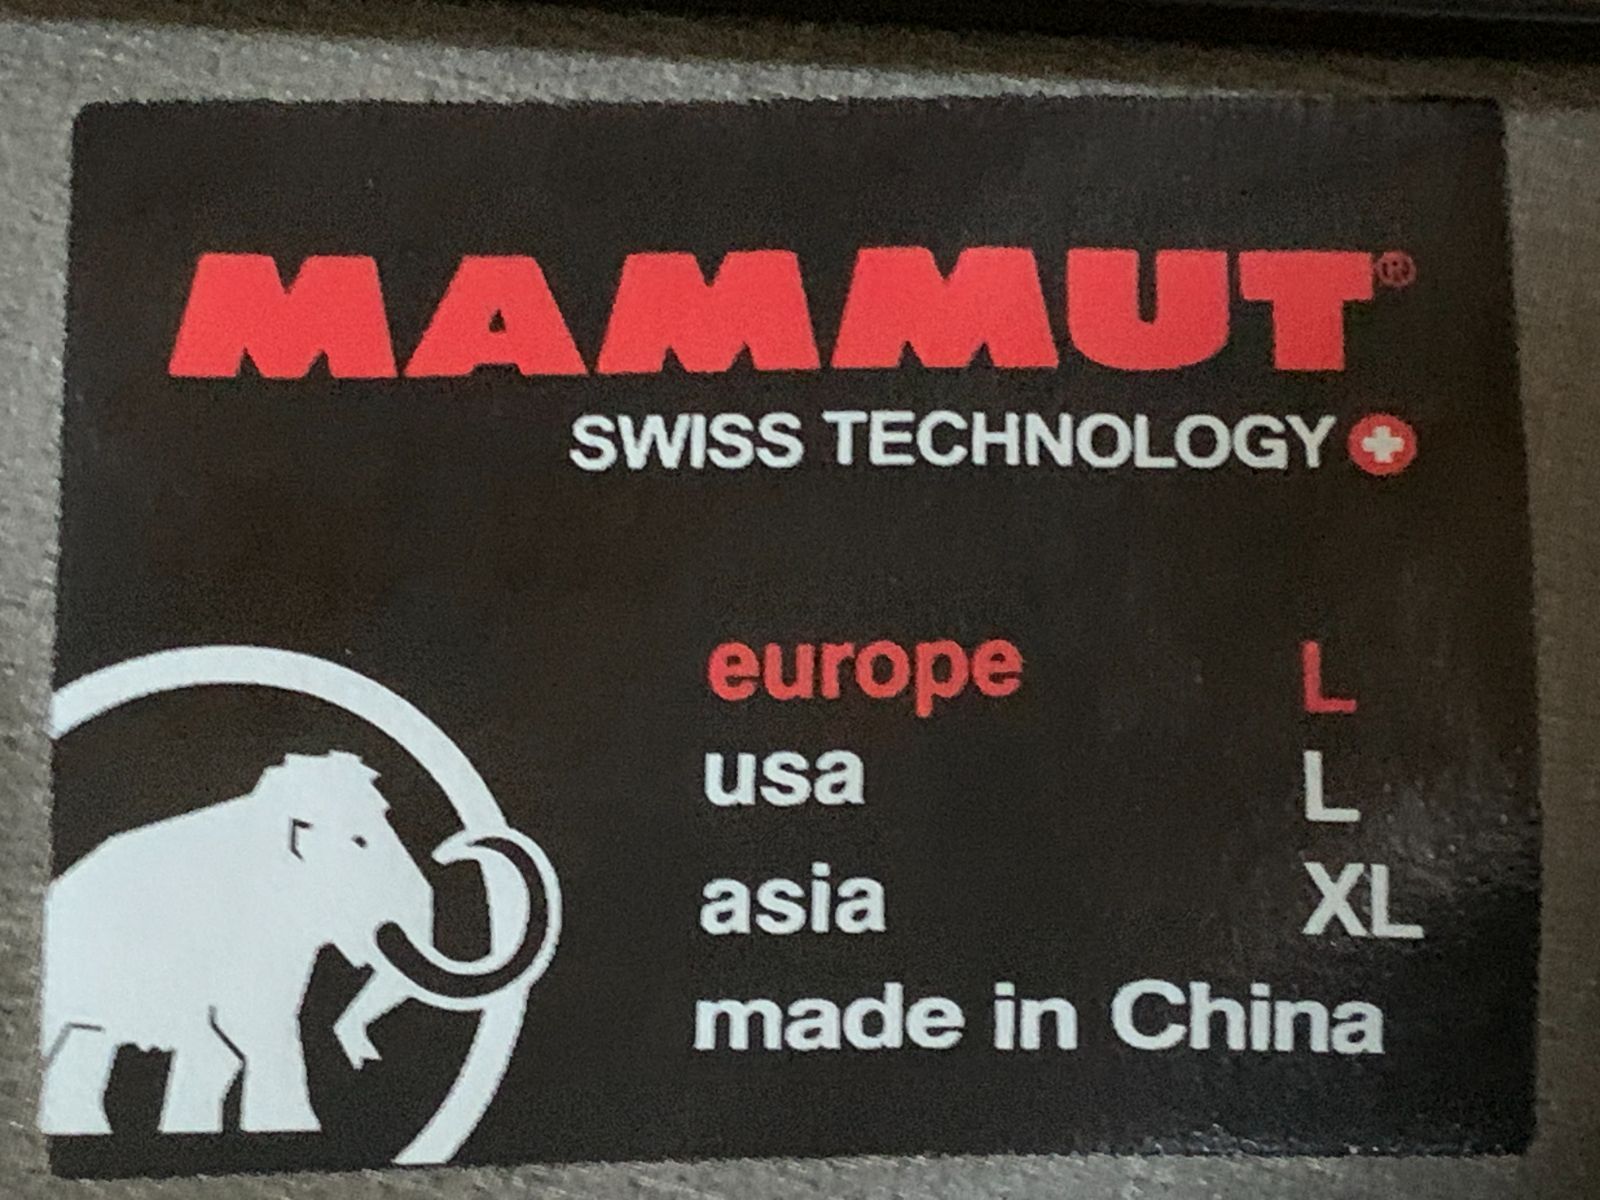 MAMMUT®
SWISS TECHNOLOGY
europe L
usa L
asia XL
made in China